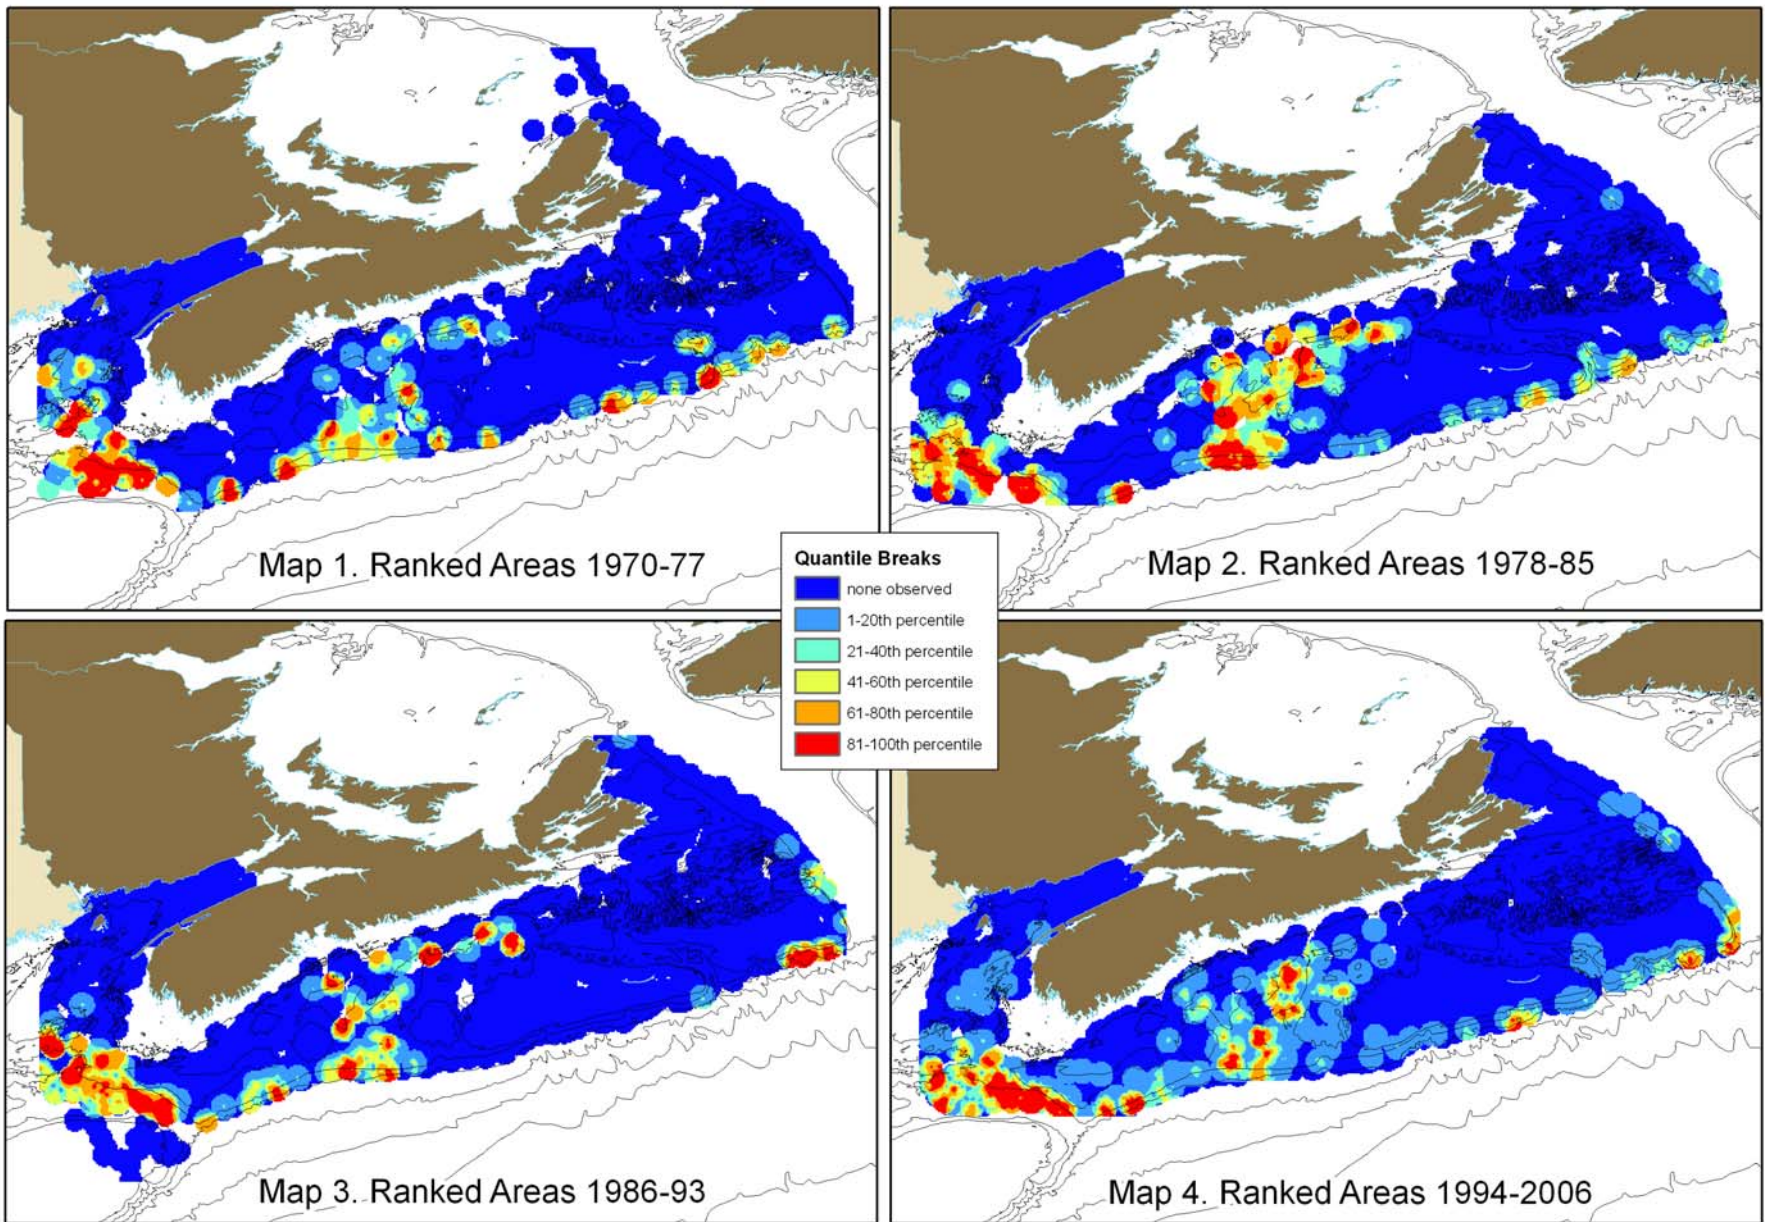 Map 1. Ranked Areas 1970-77
Map 2. Ranked Areas 1978-85
Quantile Breaks
none observed
1-20th percentile
21-40th percentile
41-60th percentile
61-80th percentile
81-100th percentile
Map 3. Ranked Areas 1986-93
Map 4. Ranked Areas 1994-2006